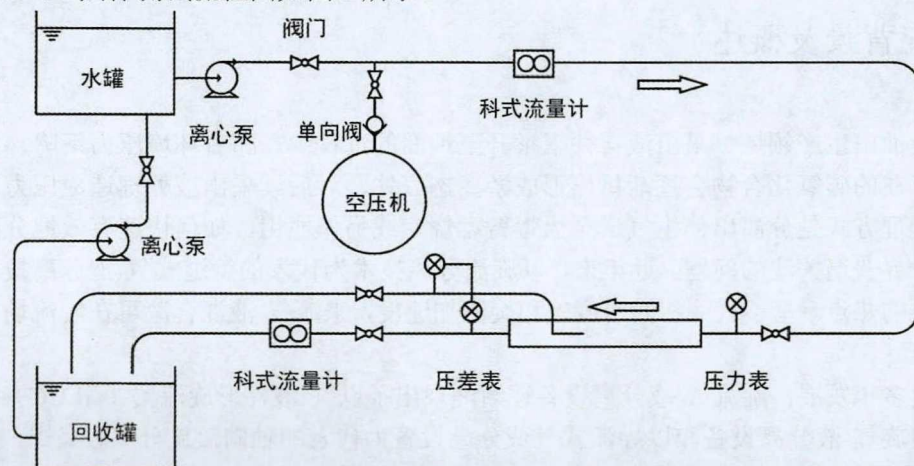 阀门
水罐
科式流量计
离心泵
单向阀
空压机
离心泵
科式流量计
压差表
压力表
回收罐